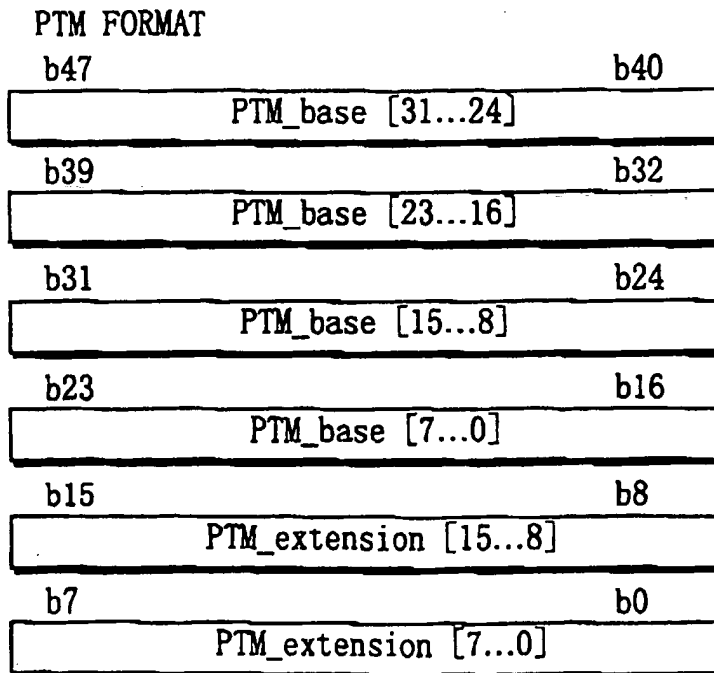 PTM FORMAT
b47 b40
PTM_base [31...24]
b39 b32
PTM_base [23...16]
b31 b24
PTM_base [15...8]
b23 b16
PTM_base [7...0]
b15 b8
PTM_extension [15...8]
b7 b0
PTM_extension [7...0]